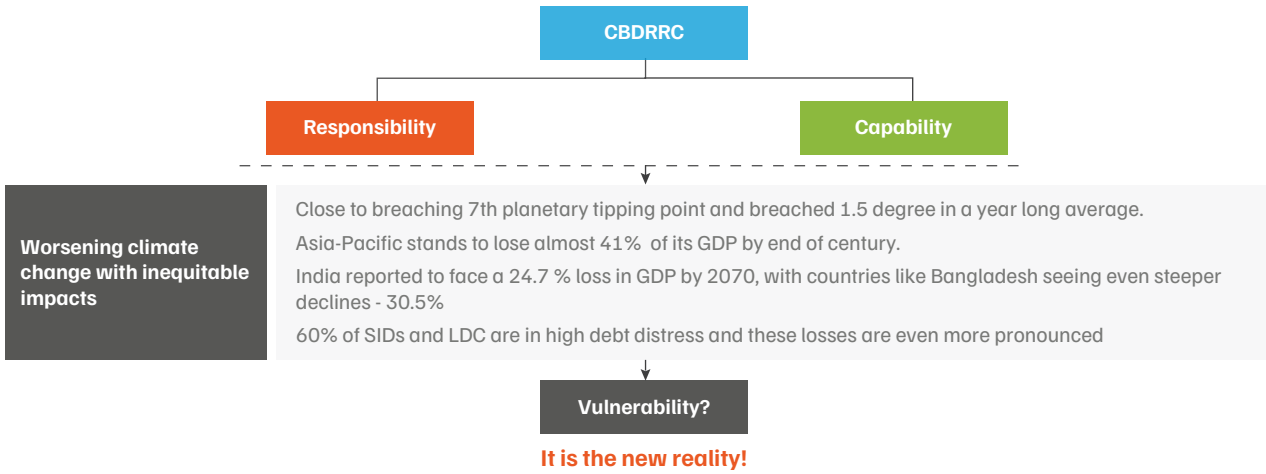 CBDRRC
Responsibility
Capability
Worsening climate
change with inequitable
impacts
Close to breaching 7th planetary tipping point and breached 1.5 degree in a year long average.
Asia-Pacific stands to lose almost 41% of its GDP by end of century.
India reported to face a 24.7 % loss in GDP by 2070, with countries like Bangladesh seeing even steeper
declines - 30.5%
60% of SIDs and LDC are in high debt distress and these losses are even more pronounced
Vulnerability?
It is the new reality!